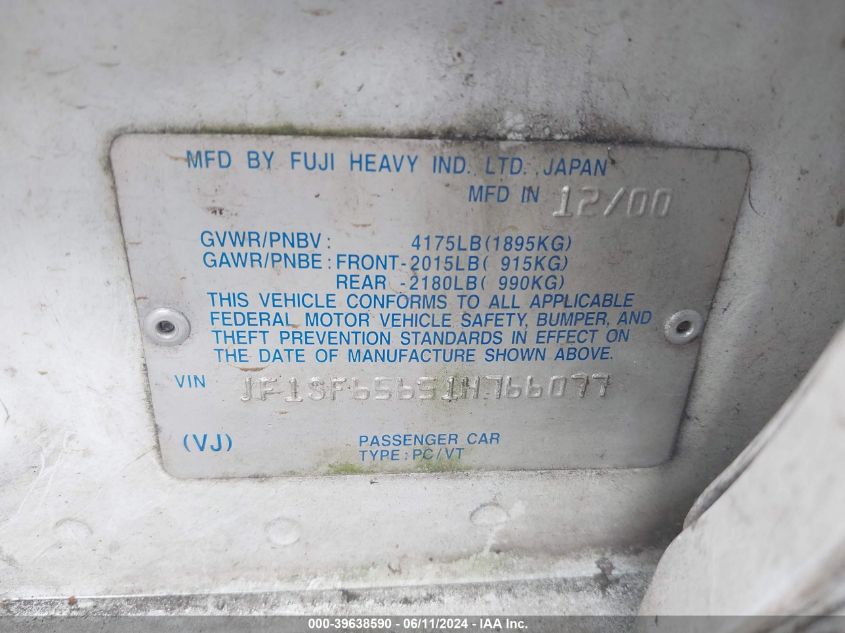 MFD BY FUJI HEAVY IND. LTD. JAPAN
MFD IN 12/00
GVWR/PNBV: 4175LB(1895KG)
GAWR/PNBE: FRONT-2015LB( 915KG)
REAR -2180LB( 990KG)
THIS VEHICLE CONFORMS TO ALL APPLICABLE
FEDERAL MOTOR VEHICLE SAFETY, BUMPER, AND
THEFT PREVENTION STANDARDS IN EFFECT ON
THE DATE OF MANUFACTURE SHOWN ABOVE.
VIN JF1SF65651H766077
(VJ) PASSENGER CAR
TYPE: PC/VT
000-39638590 - 06/11/2024 - IAAI.com